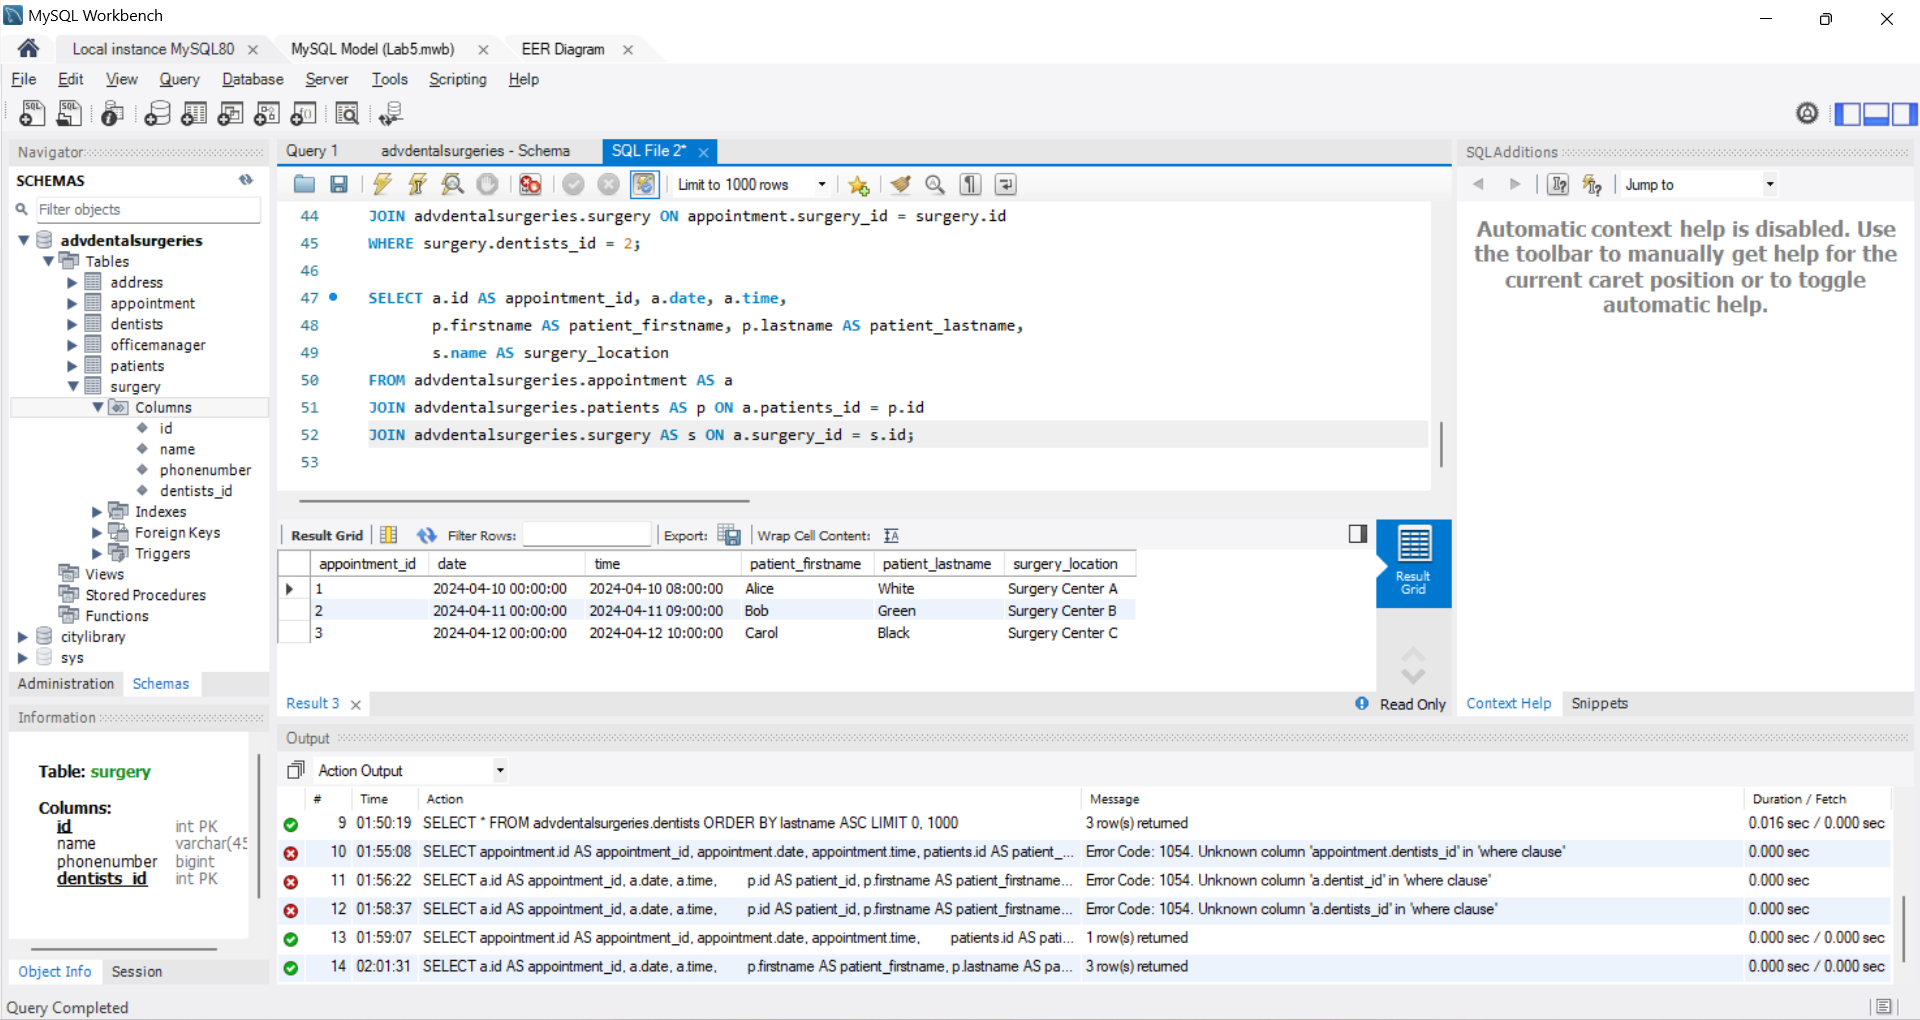 MySQL Workbench
Local instance MySQL80
MySQL Model (Lab5.mwb)
EER Diagram
File Edit View Query Database Server Tools Scripting Help
Navigator
SCHEMAS
Filter objects
advdentalsurgeries
Tables
address
appointment
dentists
officemanager
patients
surgery
Columns
id
name
phonenumber
dentists_id
Indexes
Foreign Keys
Triggers
Views
Stored Procedures
Functions
citylibrary
sys
Administration Schemas
Information
Table: surgery
Columns:
id int PK
name varchar(45
phonenumber bigint
dentists_id int PK
Object Info Session
Query Completed
Query 1 advdentalsurgeries - Schema SQL File 2*
Limit to 1000 rows
44 JOIN advdentalsurgeries.surgery ON appointment.surgery_id = surgery.id
45 WHERE surgery.dentists_id = 2;
46
47 SELECT a.id AS appointment_id, a.date, a.time,
48 p.firstname AS patient_firstname, p.lastname AS patient_lastname,
49 s.name AS surgery_location
50 FROM advdentalsurgeries.appointment AS a
51 JOIN advdentalsurgeries.patients AS p ON a.patients_id = p.id
52 JOIN advdentalsurgeries.surgery AS s ON a.surgery_id = s.id;
53
Result Grid Filter Rows: Export: Wrap Cell Content:
appointment_id date time patient_firstname patient_lastname surgery_location
1 2024-04-10 00:00:00 2024-04-10 08:00:00 Alice White Surgery Center A
2 2024-04-11 00:00:00 2024-04-11 09:00:00 Bob Green Surgery Center B
3 2024-04-12 00:00:00 2024-04-12 10:00:00 Carol Black Surgery Center C
Result
Grid
Result 3
Read Only
SQLAdditions
Jump to
Automatic context help is disabled. Use
the toolbar to manually get help for the
current caret position or to toggle
automatic help.
Context Help Snippets
Output
Action Output
# Time Action Message Duration / Fetch
9 01:50:19 SELECT * FROM advdentalsurgeries.dentists ORDER BY lastname ASC LIMIT 0, 1000 3 row(s) returned 0.016 sec / 0.000 sec
10 01:55:08 SELECT appointment.id AS appointment_id, appointment.date, appointment.time, patients.id AS patient_... Error Code: 1054. Unknown column 'appointment.dentists_id' in 'where clause' 0.000 sec
11 01:56:22 SELECT a.id AS appointment_id, a.date, a.time, p.id AS patient_id, p.firstname AS patient_firstname... Error Code: 1054. Unknown column 'a.dentist_id' in 'where clause' 0.000 sec
12 01:58:37 SELECT a.id AS appointment_id, a.date, a.time, p.id AS patient_id, p.firstname AS patient_firstname... Error Code: 1054. Unknown column 'a.dentists_id' in 'where clause' 0.000 sec
13 01:59:07 SELECT appointment.id AS appointment_id, appointment.date, appointment.time, patients.id AS pati... 1 row(s) returned 0.000 sec / 0.000 sec
14 02:01:31 SELECT a.id AS appointment_id, a.date, a.time, p.firstname AS patient_firstname, p.lastname AS pa... 3 row(s) returned 0.000 sec / 0.000 sec